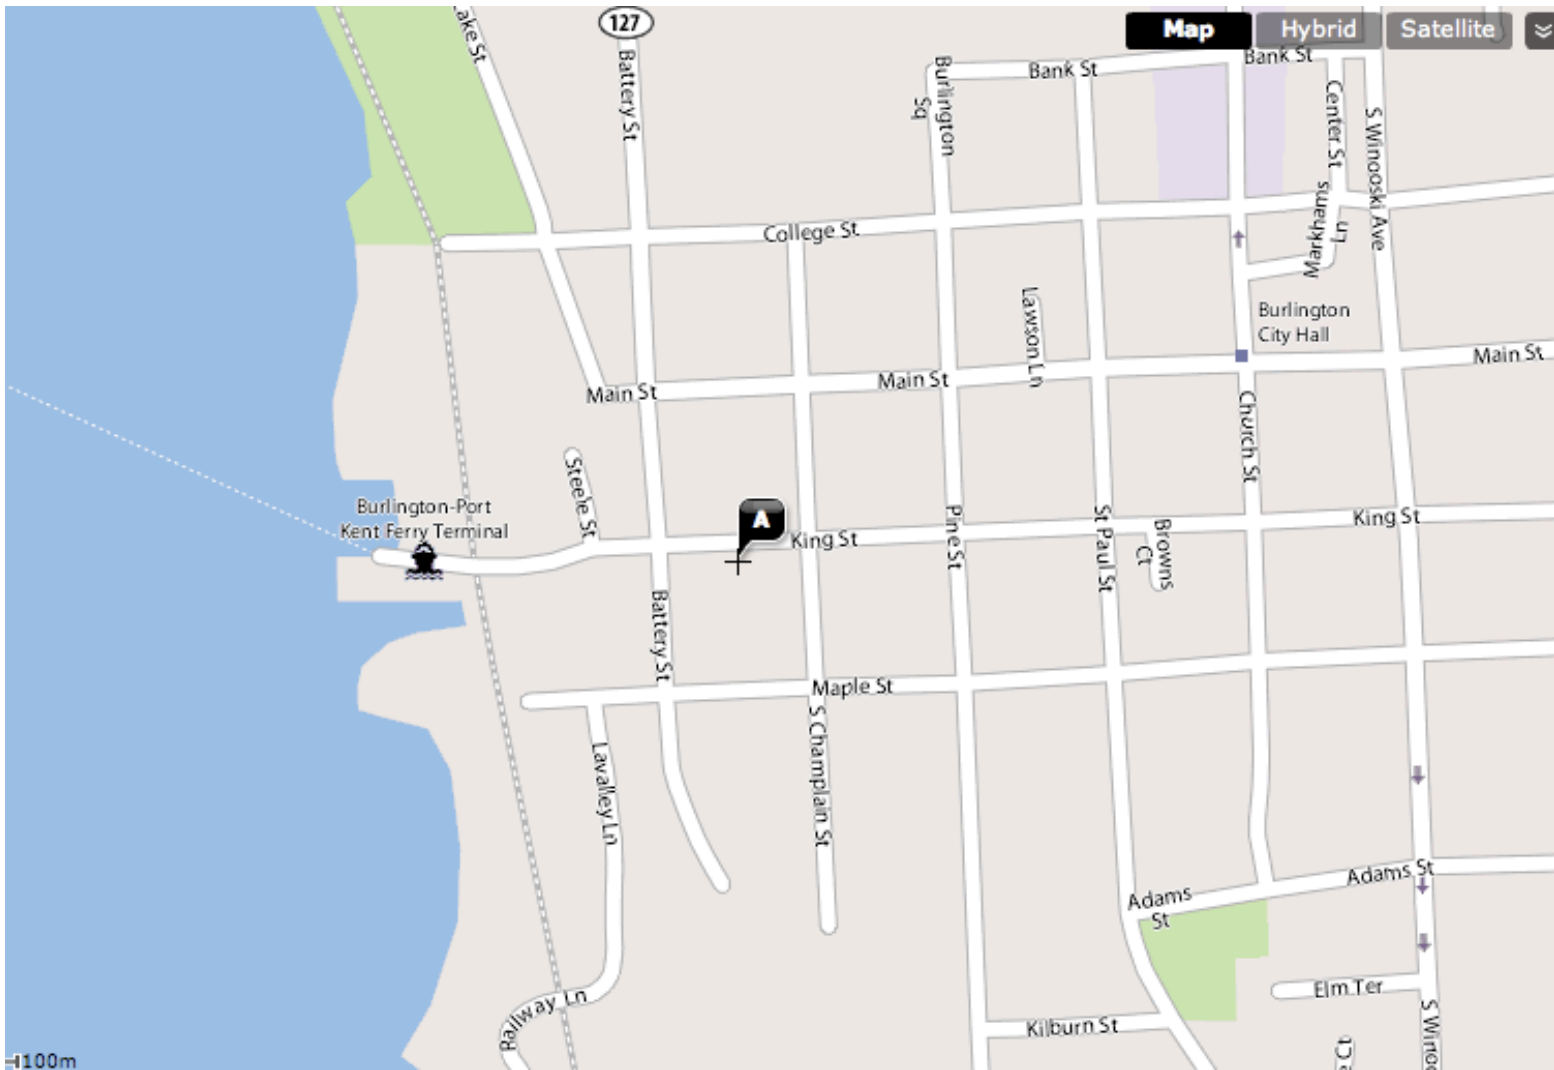 Map
Hybrid
Satellite
127
Battery St
Burlington
Sq
Bank St
Bank St
Center St
S Winooski Ave
Markhams
Ln
College St
Lawson Ln
Burlington
City Hall
Main St
Main St
Main St
Church St
Steele St
Burlington-Port
Kent Ferry Terminal
A
King St
Pine St
St Paul St
Browns
Ct
King St
Battery St
Maple St
S Champlain St
Lavalley Ln
Adams
St
Adams St
Railway Ln
Kilburn St
Elm Ter
100m